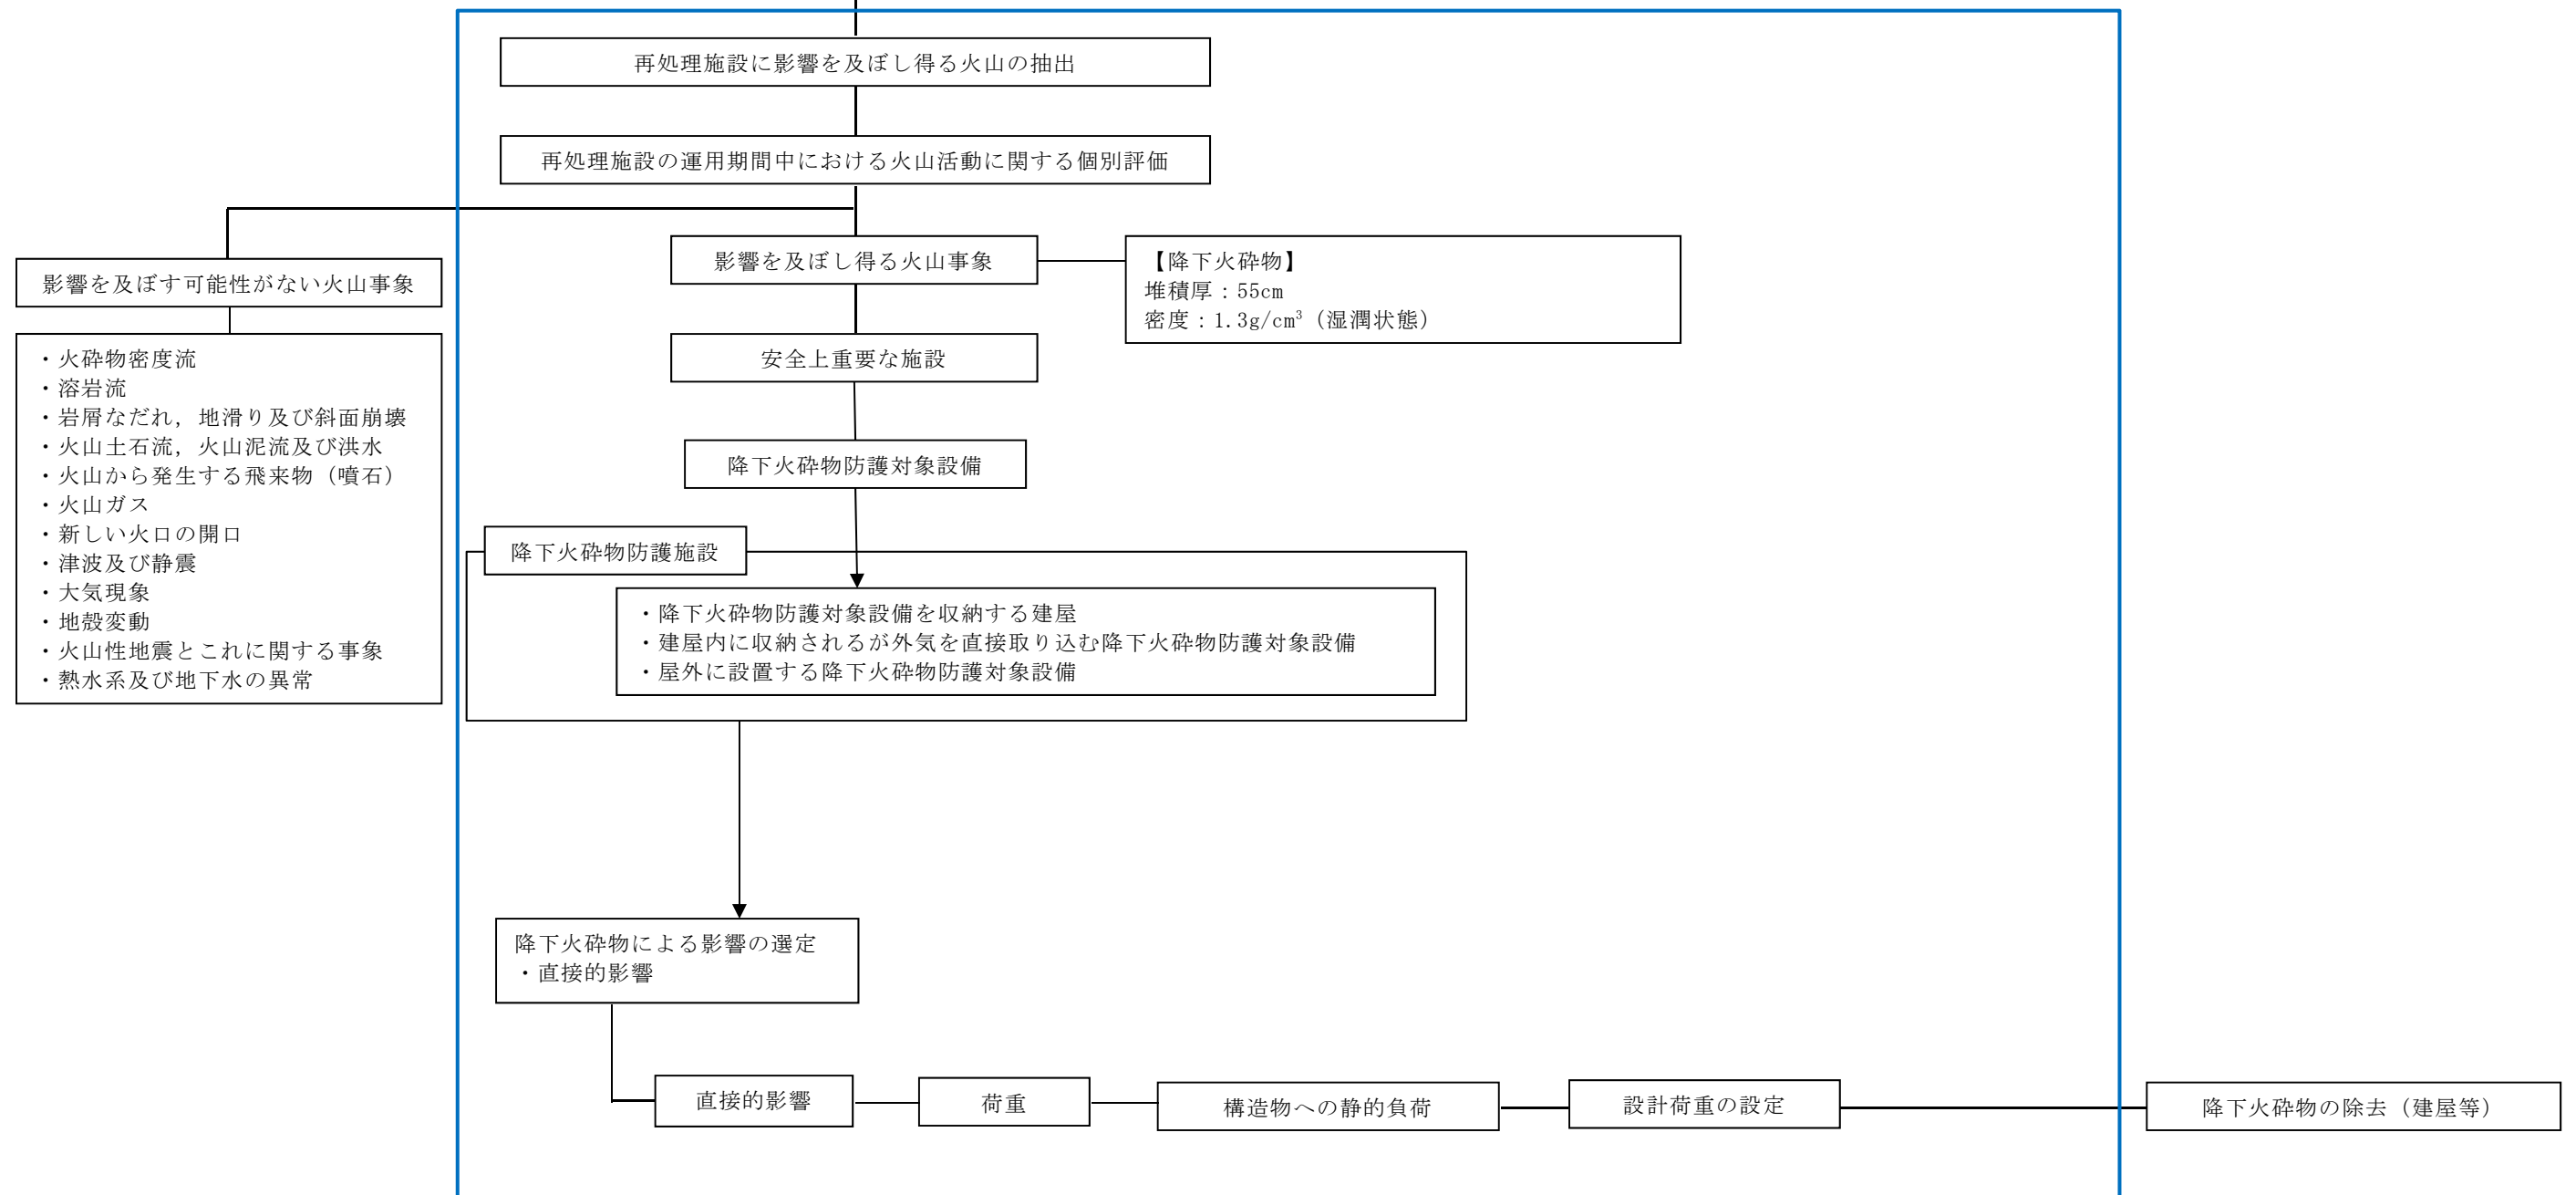 再処理施設に影響を及ぼし得る火山の抽出
再処理施設の運用期間中における火山活動に関する個別評価
影響を及ぼし得る火山事象
【降下火砕物】
堆積厚：55cm
密度：1.3g/cm³（湿潤状態）
影響を及ぼす可能性がない火山事象
・火砕物密度流
・溶岩流
・岩屑なだれ，地滑り及び斜面崩壊
・火山土石流，火山泥流及び洪水
・火山から発生する飛来物（噴石）
・火山ガス
・新しい火口の開口
・津波及び静震
・大気現象
・地殻変動
・火山性地震とこれに関する事象
・熱水系及び地下水の異常
安全上重要な施設
降下火砕物防護対象設備
降下火砕物防護施設
・降下火砕物防護対象設備を収納する建屋
・建屋内に収納されるが外気を直接取り込む降下火砕物防護対象設備
・屋外に設置する降下火砕物防護対象設備
降下火砕物による影響の選定
・直接的影響
直接的影響
荷重
構造物への静的負荷
設計荷重の設定
降下火砕物の除去（建屋等）